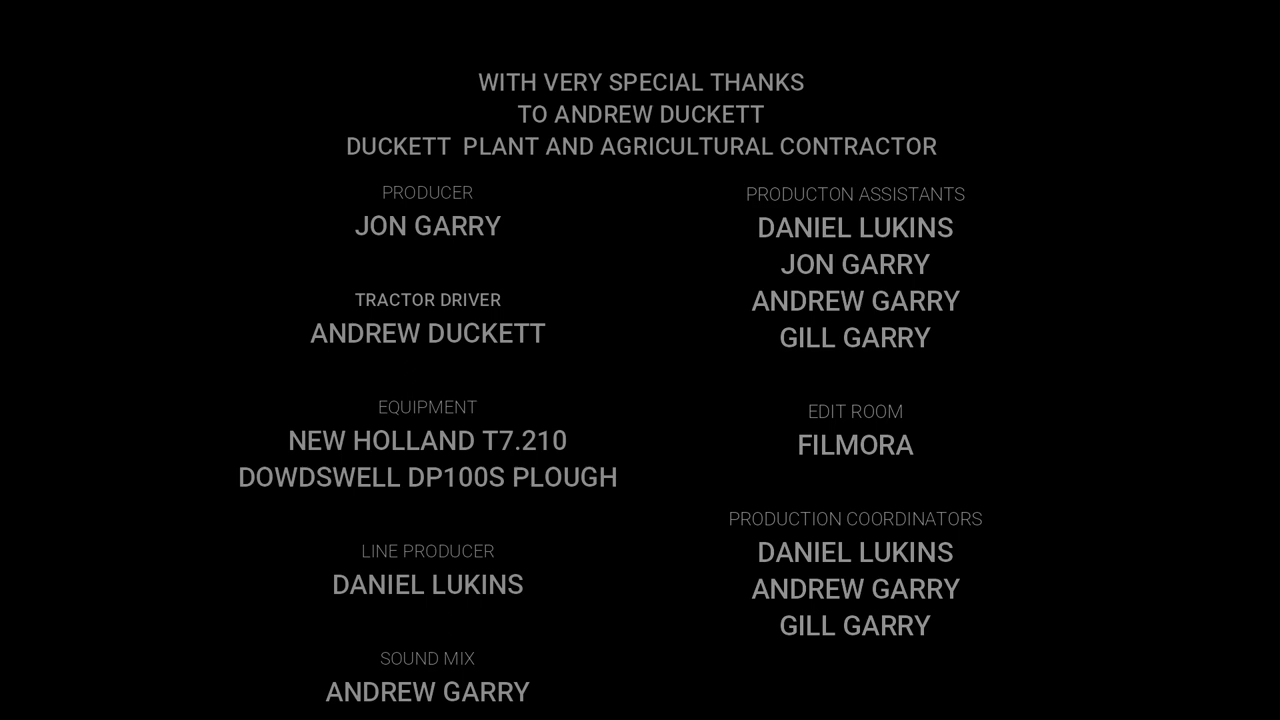 WITH VERY SPECIAL THANKS
TO ANDREW DUCKETT
DUCKETT  PLANT AND AGRICULTURAL CONTRACTOR
PRODUCER
JON GARRY
TRACTOR DRIVER
ANDREW DUCKETT
EQUIPMENT
NEW HOLLAND T7.210
DOWDSWELL DP100S PLOUGH
LINE PRODUCER
DANIEL LUKINS
SOUND MIX
ANDREW GARRY
PRODUCTON ASSISTANTS
DANIEL LUKINS
JON GARRY
ANDREW GARRY
GILL GARRY
EDIT ROOM
FILMORA
PRODUCTION COORDINATORS
DANIEL LUKINS
ANDREW GARRY
GILL GARRY